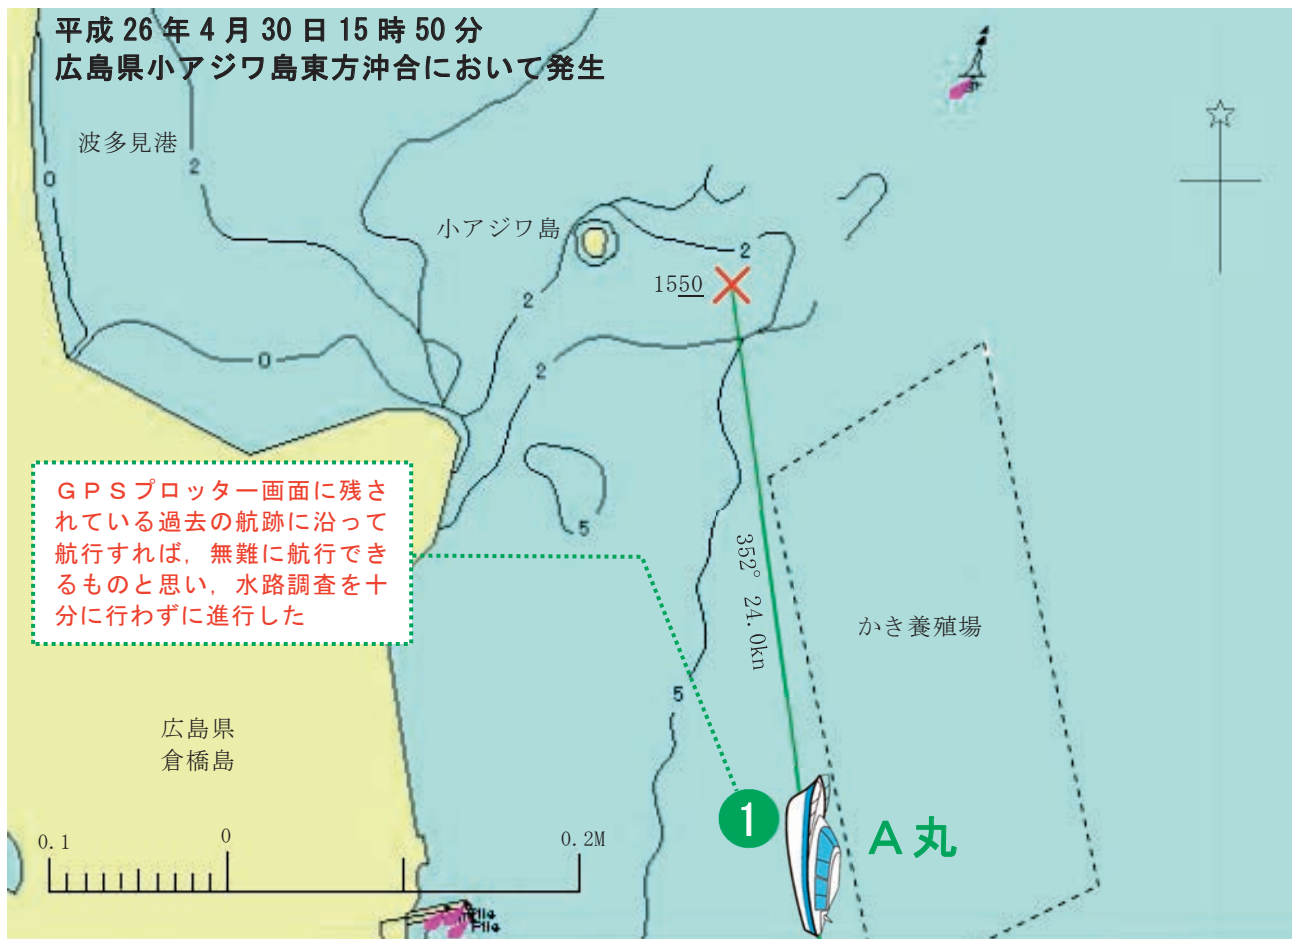 平成 26 年 4 月 30 日 15 時 50 分
広島県小アジワ島東方沖合において発生
波多見港
0
2
小アジワ島
2
1550
2
0
2
GPSプロッター画面に残さ
れている過去の航跡に沿って
航行すれば，無難に航行でき
るものと思い，水路調査を十
分に行わずに進行した
5
352° 24.0kn
かき養殖場
5
広島県
倉橋島
1
A丸
0.1
0
0.2M
Pile